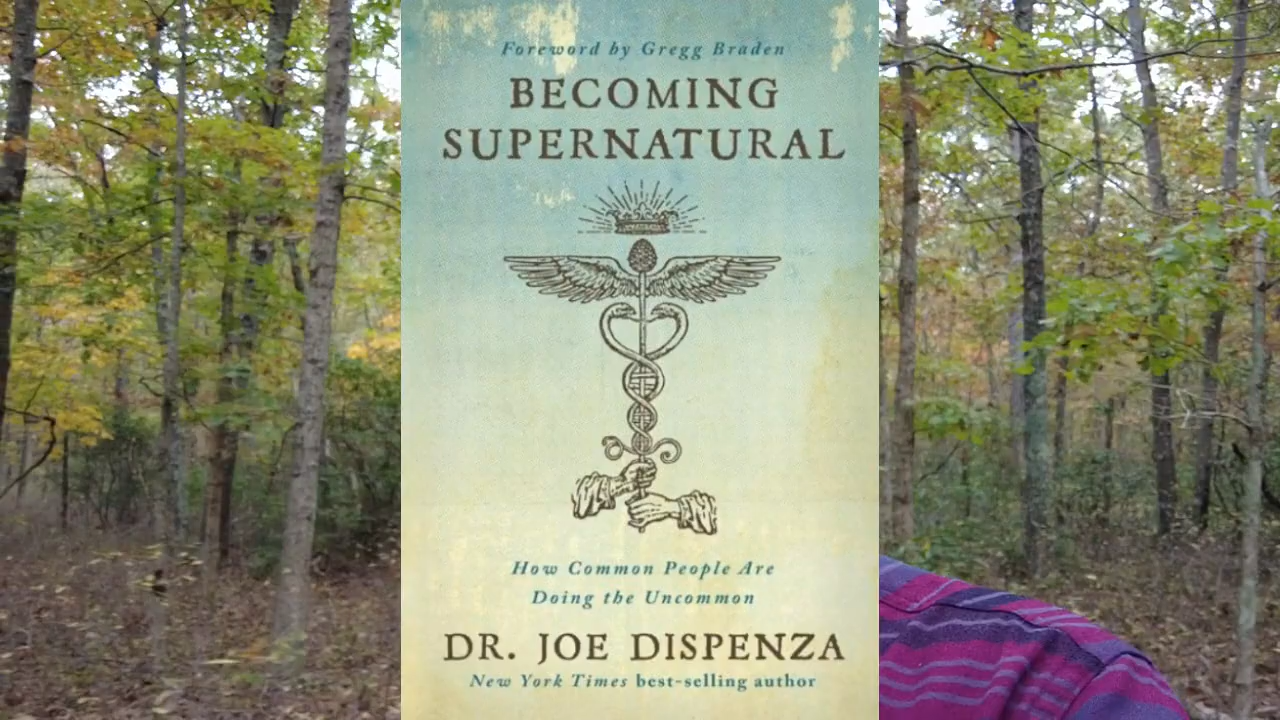 Foreword by Gregg Braden
BECOMING
SUPERNATURAL
How Common People Are
Doing the Uncommon
DR. JOE DISPENZA
New York Times best-selling author